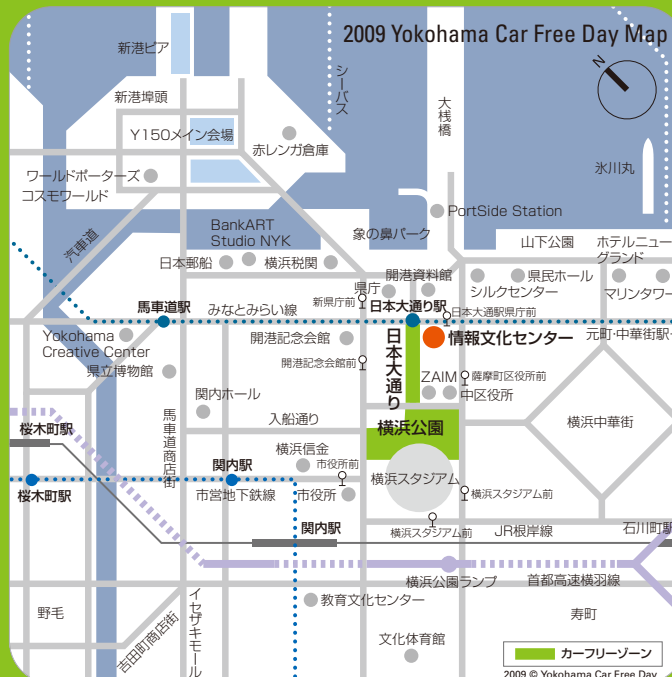 2009 Yokohama Car Free Day Map
N
新港ピア
シーバス
大桟橋
新港埠頭
Y150メイン会場
赤レンガ倉庫
氷川丸
ワールドポーターズ
コスモワールド
汽車道
PortSide Station
BankART
Studio NYK
象の鼻パーク
山下公園
ホテルニュー
グランド
日本郵船
横浜税関
開港資料館
県庁
シルクセンター
県民ホール
マリンタワー
新県庁前
馬車道駅
みなとみらい線
日本大通り駅
日本大通駅県庁前
Yokohama
Creative Center
開港記念会館
日本大通り
情報文化センター
元町・中華街駅
県立博物館
開港記念会館前
ZAIM
薩摩町区役所前
中区役所
関内ホール
馬車道商店街
入船通り
横浜公園
横浜中華街
桜木町駅
横浜信金
関内駅
市役所前
横浜スタジアム
桜木町駅
市営地下鉄線
市役所
横浜スタジアム前
関内駅
横浜スタジアム前
JR根岸線
石川町駅
横浜公園ランプ
首都高速横羽線
野毛
吉田町商店街
イセザキモール
教育文化センター
寿町
文化体育館
カーフリーゾーン
2009 © Yokohama Car Free Day